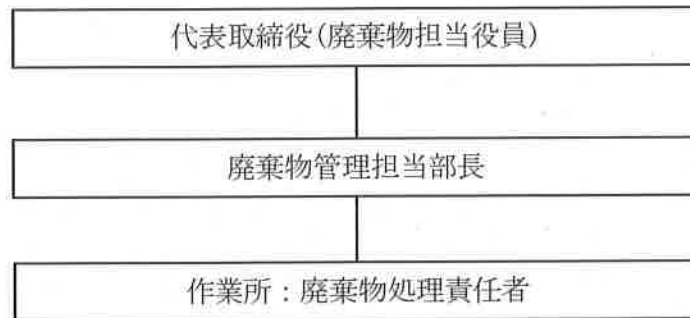 代表取締役(廃棄物担当役員)
廃棄物管理担当部長
作業所：廃棄物処理責任者